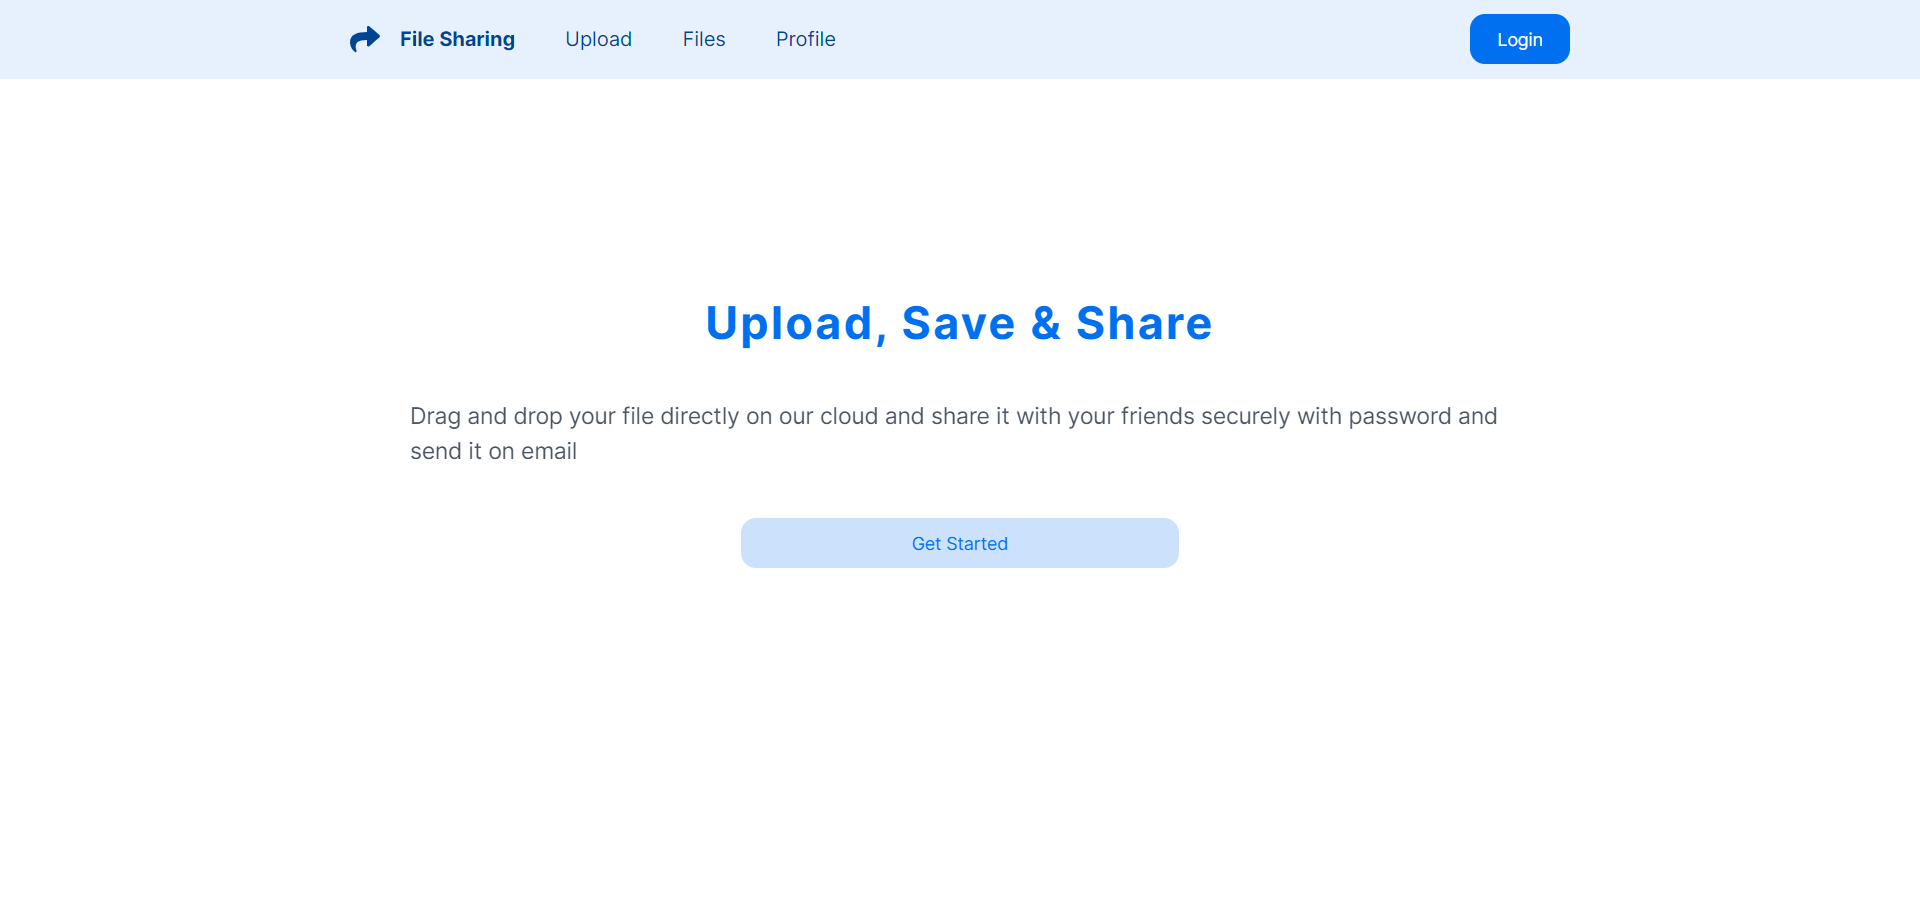 File Sharing Upload Files Profile Login
Upload, Save & Share
Drag and drop your file directly on our cloud and share it with your friends securely with password and
send it on email
Get Started